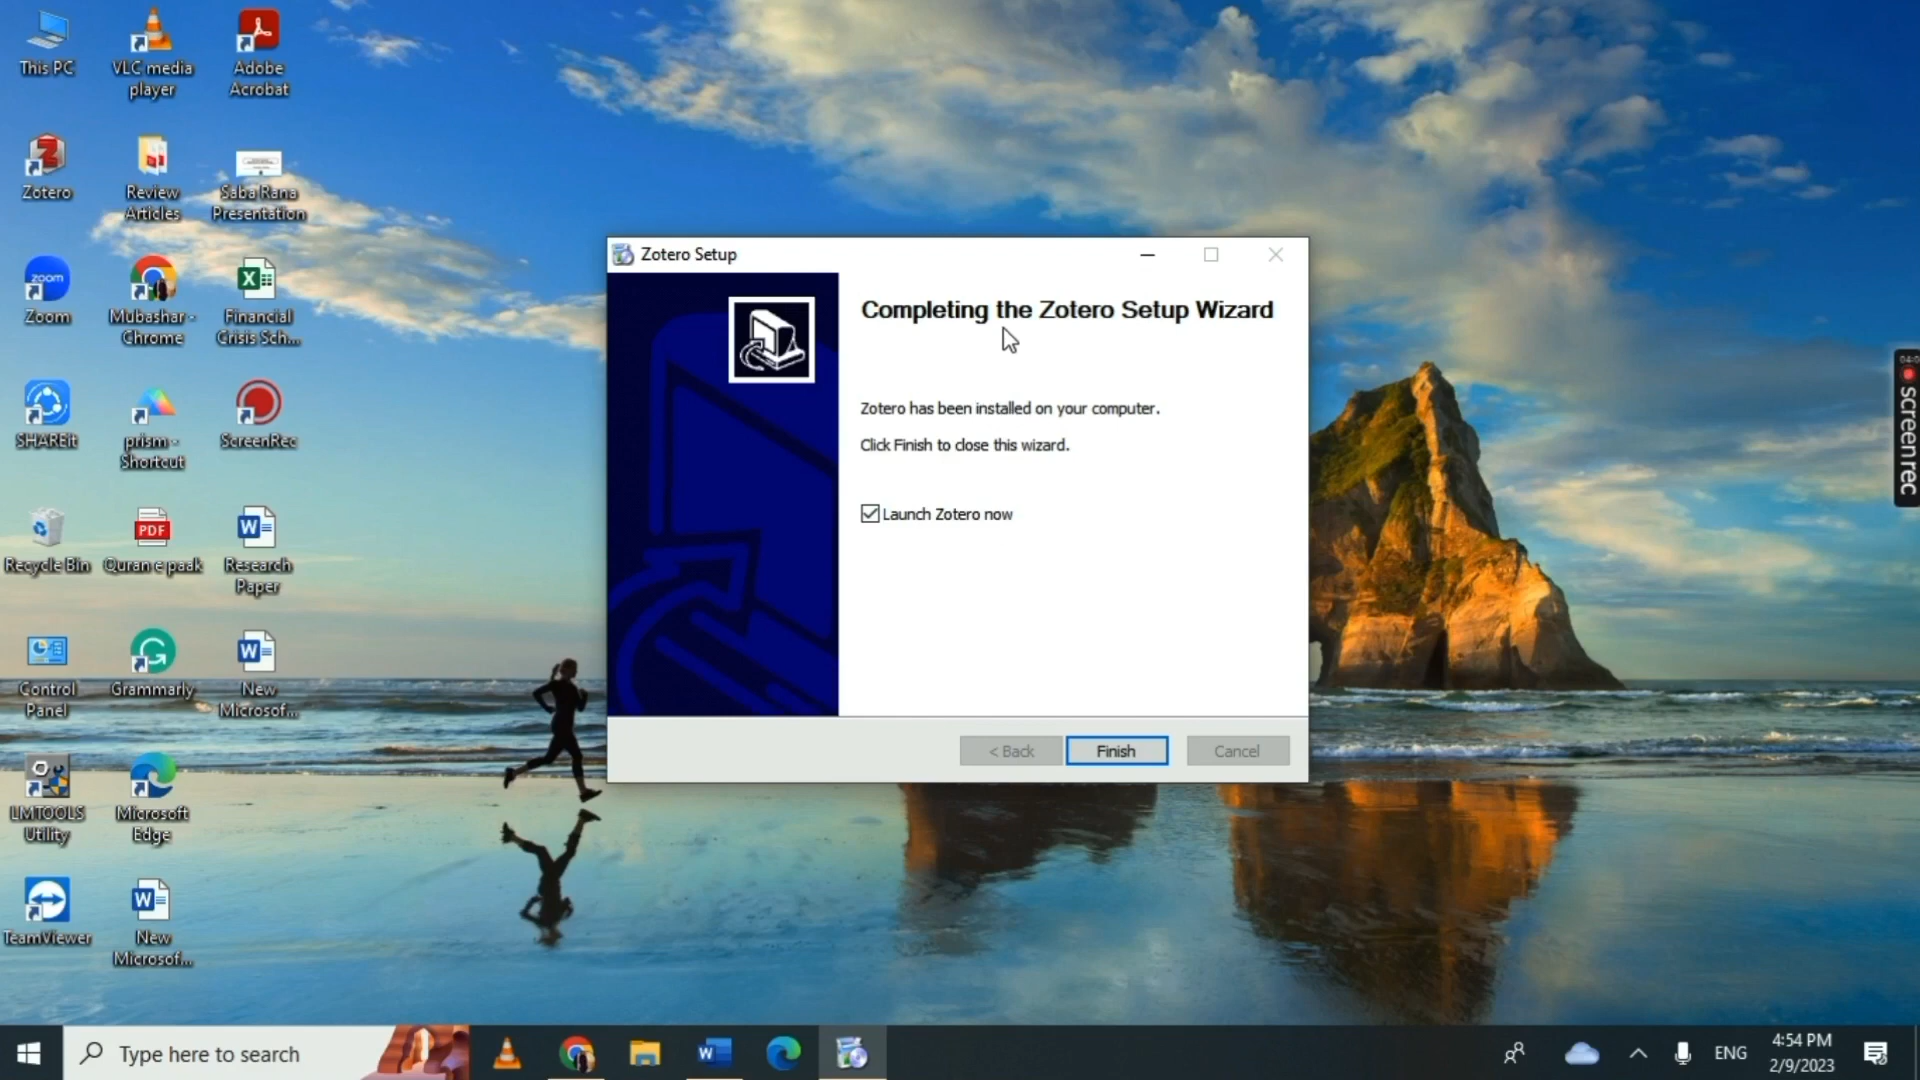 This PC
VLC media
player
Adobe
Acrobat
Zotero
Review
Articles
Saba Rana
Presentation
zoom
Zoom
Mubashar -
Chrome
Financial
Crisis Sch...
SHAREit
prism -
Shortcut
ScreenRec
Recycle Bin
PDF
Quran e paak
Research
Paper
Control
Panel
Grammarly
New
Microsof...
LMTOOLS
Utility
Microsoft
Edge
TeamViewer
New
Microsof...
Zotero Setup
Completing the Zotero Setup Wizard
Zotero has been installed on your computer.
Click Finish to close this wizard.
Launch Zotero now
< Back
Finish
Cancel
screenrec
Type here to search
ENG
4:54 PM
2/9/2023